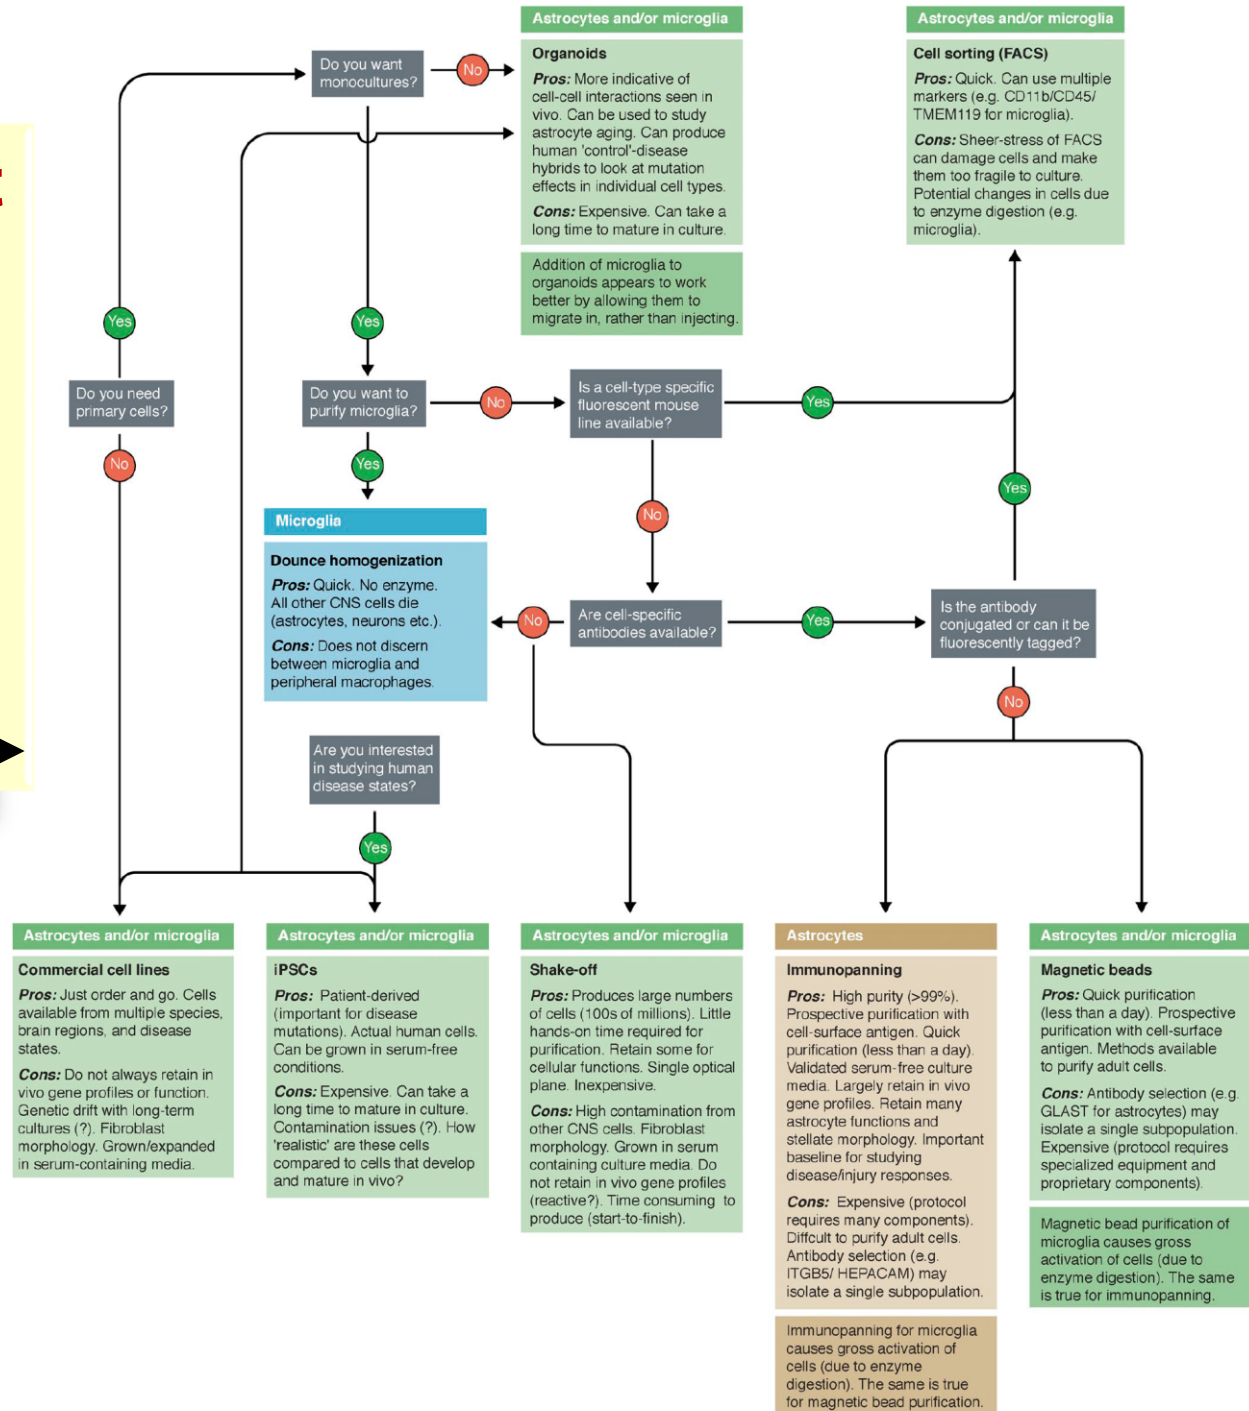 Do you want
monocultures?
No
Astrocytes and/or microglia
Organoids
Pros: More indicative of
cell-cell interactions seen in
vivo. Can be used to study
astrocyte aging. Can produce
human 'control'-disease
hybrids to look at mutation
effects in individual cell types.
Cons: Expensive. Can take a
long time to mature in culture.
Addition of microglia to
organoids appears to work
better by allowing them to
migrate in, rather than injecting.
Astrocytes and/or microglia
Cell sorting (FACS)
Pros: Quick. Can use multiple
markers (e.g. CD11b/CD45/
TMEM119 for microglia).
Cons: Sheer-stress of FACS
can damage cells and make
them too fragile to culture.
Potential changes in cells due
to enzyme digestion (e.g.
microglia).
Yes
Yes
Do you need
primary cells?
No
Do you want to
purify microglia?
No
Is a cell-type specific
fluorescent mouse
line available?
Yes
Yes
No
Yes
Microglia
Dounce homogenization
Pros: Quick. No enzyme.
All other CNS cells die
(astrocytes, neurons etc.).
Cons: Does not discern
between microglia and
peripheral macrophages.
No
Are cell-specific
antibodies available?
Yes
Is the antibody
conjugated or can it be
fluorescently tagged?
No
Are you interested
in studying human
disease states?
Yes
Astrocytes and/or microglia
Commercial cell lines
Pros: Just order and go. Cells
available from multiple species,
brain regions, and disease
states.
Cons: Do not always retain in
vivo gene profiles or function.
Genetic drift with long-term
cultures (?). Fibroblast
morphology. Grown/expanded
in serum-containing media.
Astrocytes and/or microglia
iPSCs
Pros: Patient-derived
(important for disease
mutations). Actual human cells.
Can be grown in serum-free
conditions.
Cons: Expensive. Can take a
long time to mature in culture.
Contamination issues (?). How
'realistic' are these cells
compared to cells that develop
and mature in vivo?
Astrocytes and/or microglia
Shake-off
Pros: Produces large numbers
of cells (100s of millions). Little
hands-on time required for
purification. Retain some for
cellular functions. Single optical
plane. Inexpensive.
Cons: High contamination from
other CNS cells. Fibroblast
morphology. Grown in serum
containing culture media. Do
not retain in vivo gene profiles
(reactive?). Time consuming to
produce (start-to-finish).
Astrocytes
Immunopanning
Pros: High purity (>99%).
Prospective purification with
cell-surface antigen. Quick
purification (less than a day).
Validated serum-free culture
media. Largely retain in vivo
gene profiles. Retain many
astrocyte functions and
stellate morphology. Important
baseline for studying
disease/injury responses.
Cons: Expensive (protocol
requires many components).
Diffcult to purify adult cells.
Antibody selection (e.g.
ITGB5/ HEPACAM) may
isolate a single subpopulation.
Immunopanning for microglia
causes gross activation of
cells (due to enzyme
digestion). The same is true
for magnetic bead purification.
Astrocytes and/or microglia
Magnetic beads
Pros: Quick purification
(less than a day). Prospective
purification with cell-surface
antigen. Methods available
to purify adult cells.
Cons: Antibody selection (e.g.
GLAST for astrocytes) may
isolate a single subpopulation.
Expensive (protocol requires
specialized equipment and
proprietary components).
Magnetic bead purification of
microglia causes gross
activation of cells (due to
enzyme digestion). The same
is true for immunopanning.